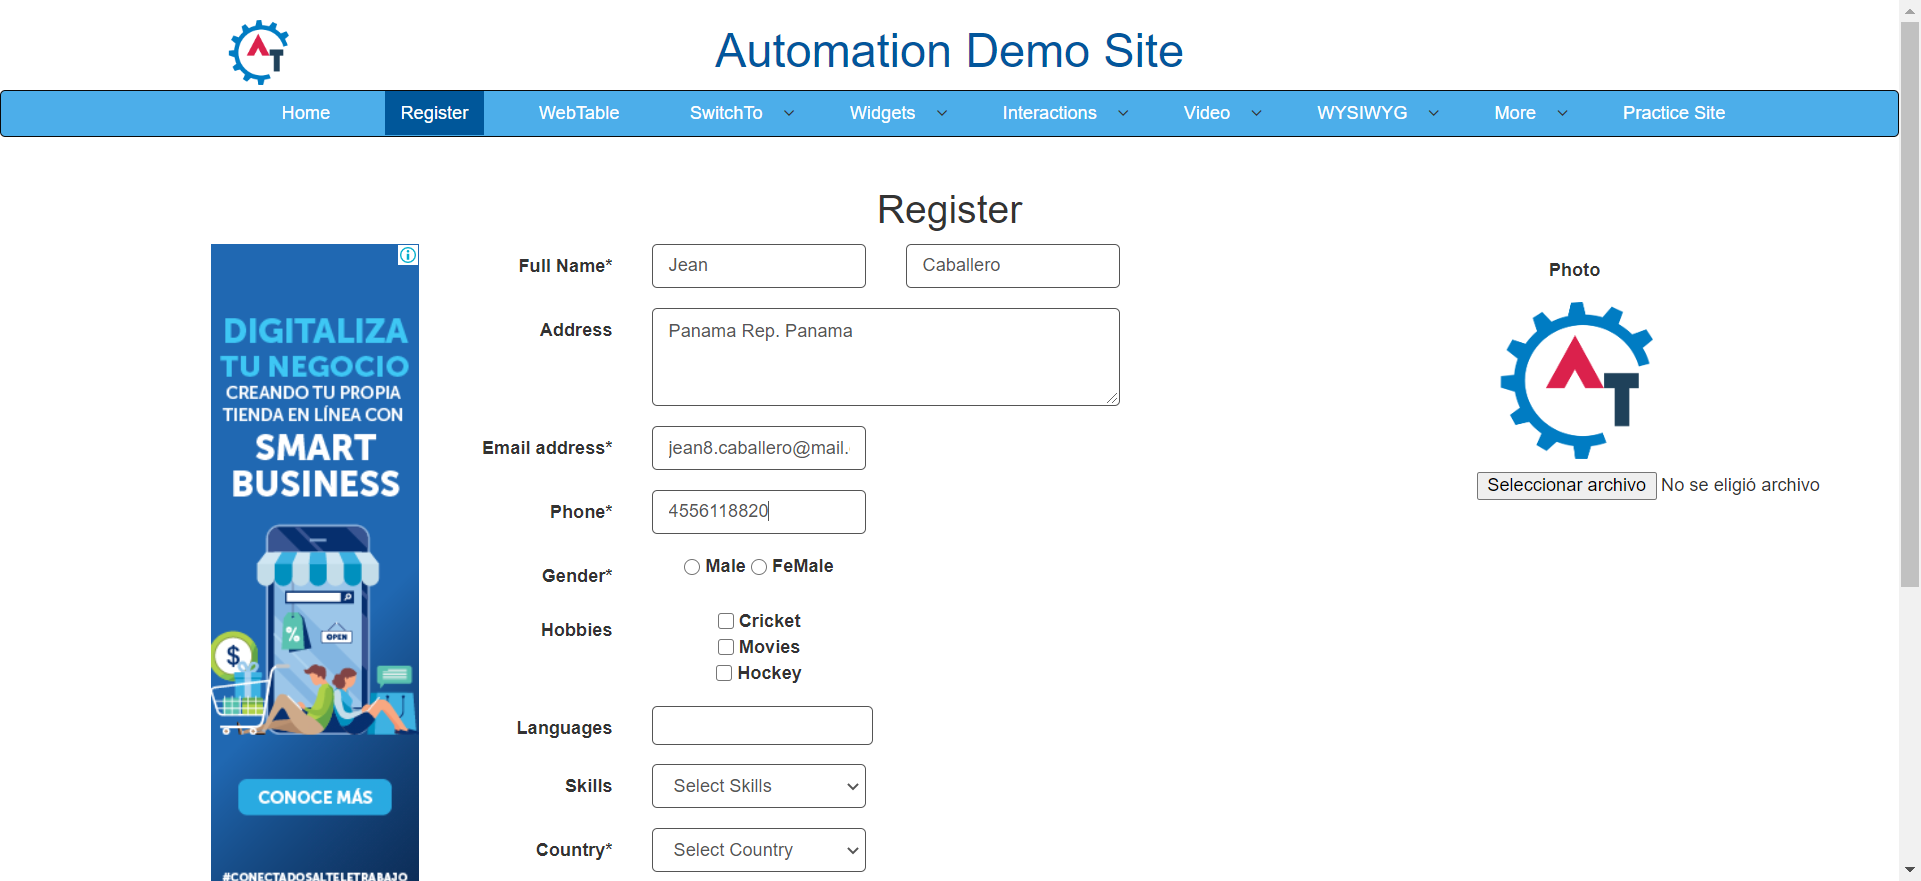 AT
Automation Demo Site
Home Register WebTable SwitchTo Widgets Interactions Video WYSIWYG More Practice Site
Register
DIGITALIZA
TU NEGOCIO
CREANDO TU PROPIA
TIENDA EN LÍNEA CON
SMART
BUSINESS
%
OPEN
$
CONOCE MÁS
#CONECTADOSALTELETRABAJO
Full Name* Jean Caballero
Address Panama Rep. Panama
Email address* jean8.caballero@mail.
Phone* 4556118820
Gender* Male FeMale
Hobbies Cricket
Movies
Hockey
Languages
Skills Select Skills
Country* Select Country
Photo
AT
Seleccionar archivo No se eligió archivo